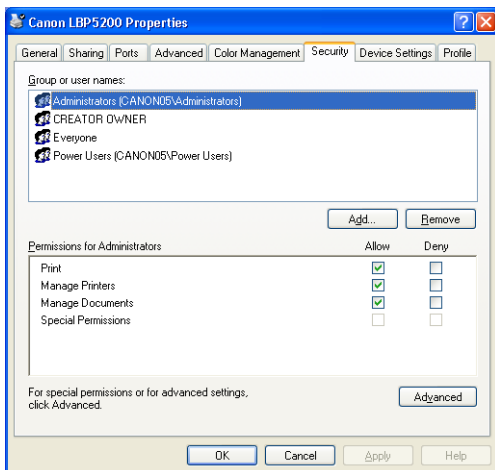 Canon LBP5200 Properties
General Sharing Ports Advanced Color Management Security Device Settings Profile
Group or user names:
Administrators (CANON05\Administrators)
CREATOR OWNER
Everyone
Power Users (CANON05\Power Users)
Add... Remove
Permissions for Administrators Allow Deny
Print
Manage Printers
Manage Documents
Special Permissions
For special permissions or for advanced settings,
click Advanced.
Advanced
OK Cancel Apply Help